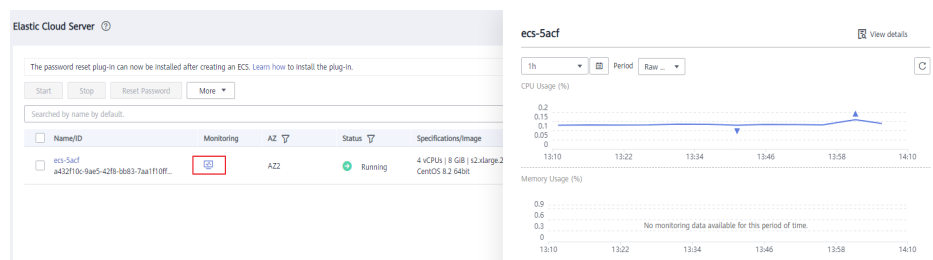 Elastic Cloud Server
The password reset plug-in can now be installed after creating an ECS. Learn how to install the plug-in.
Start Stop Reset Password More
Searched by name by default.
Name/ID Monitoring AZ Status Specifications/Image
ecs-5acf
a432f10c-9ae5-42f8-bb83-7aa1f10ff...
AZ2
Running
4 vCPUs | 8 GiB | s2.xlarge.2
CentOS 8.2 64bit
ecs-5acf
View details
1h Period Raw ...
CPU Usage (%)
0.2
0.15
0.1
0.05
0
13:10 13:22 13:34 13:46 13:58 14:10
Memory Usage (%)
0.9
0.6
0.3
0
No monitoring data available for this period of time.
13:10 13:22 13:34 13:46 13:58 14:10